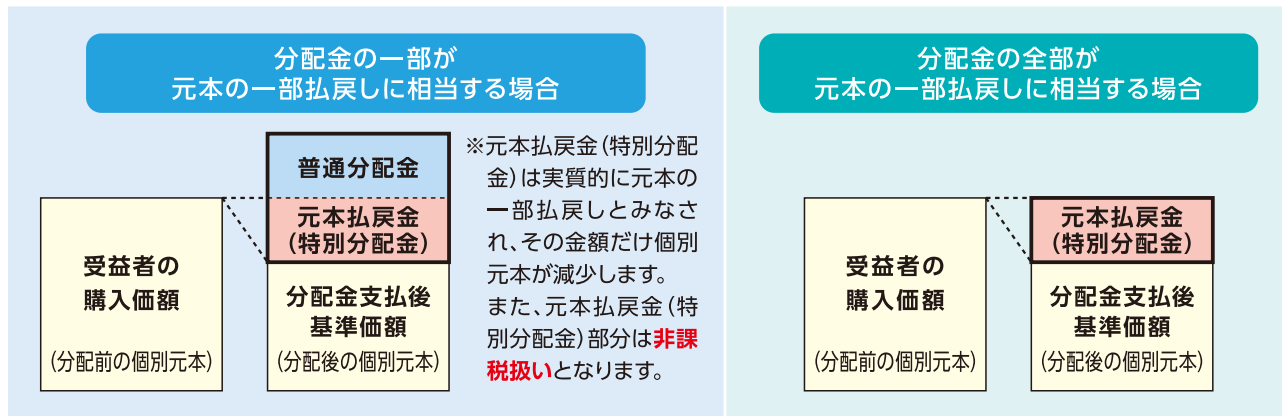 分配金の一部が
元本の一部払戻しに相当する場合
普通分配金
元本払戻金
(特別分配金)
受益者の
購入価額
(分配前の個別元本)
分配金支払後
基準価額
(分配後の個別元本)
※元本払戻金(特別分配
金)は実質的に元本の
一部払戻しとみなさ
れ、その金額だけ個別
元本が減少します。
また、元本払戻金(特
別分配金)部分は非課
税扱いとなります。
分配金の全部が
元本の一部払戻しに相当する場合
元本払戻金
(特別分配金)
受益者の
購入価額
(分配前の個別元本)
分配金支払後
基準価額
(分配後の個別元本)